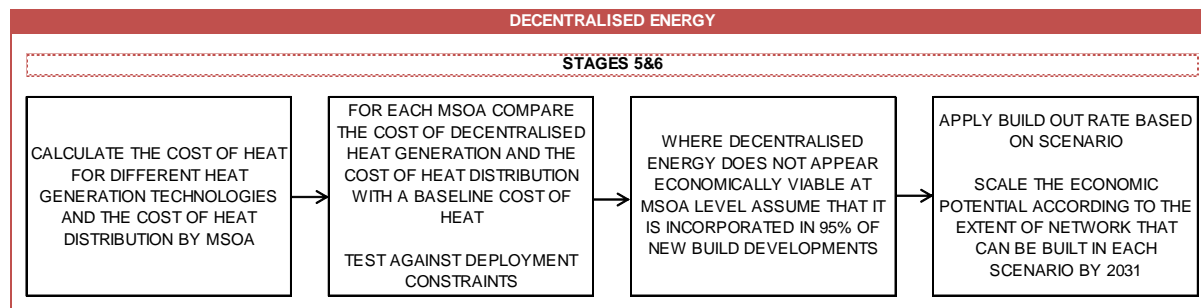 DECENTRALISED ENERGY
STAGES 5&6
CALCULATE THE COST OF HEAT
FOR DIFFERENT HEAT
GENERATION TECHNOLOGIES
AND THE COST OF HEAT
DISTRIBUTION BY MSOA
FOR EACH MSOA COMPARE
THE COST OF DECENTRALISED
HEAT GENERATION AND THE
COST OF HEAT DISTRIBUTION
WITH A BASELINE COST OF
HEAT
TEST AGAINST DEPLOYMENT
CONSTRAINTS
WHERE DECENTRALISED
ENERGY DOES NOT APPEAR
ECONOMICALLY VIABLE AT
MSOA LEVEL ASSUME THAT IT
IS INCORPORATED IN 95% OF
NEW BUILD DEVELOPMENTS
APPLY BUILD OUT RATE BASED
ON SCENARIO
SCALE THE ECONOMIC
POTENTIAL ACCORDING TO THE
EXTENT OF NETWORK THAT
CAN BE BUILT IN EACH
SCENARIO BY 2031